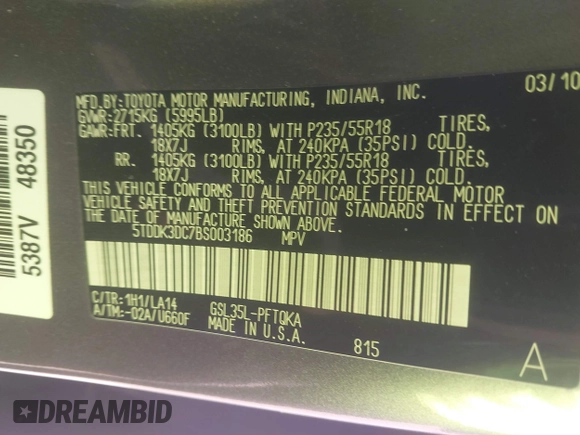 MFD.BY:TOYOTA MOTOR MANUFACTURING, INDIANA, INC. 03/10
GVWR:2715KG (5995LB)
GAWR:FRT. 1405KG (3100LB) WITH P235/55R18 TIRES,
18X7J RIMS, AT 240KPA (35PSI) COLD.
RR. 1405KG (3100LB) WITH P235/55R18 TIRES,
18X7J RIMS, AT 240KPA (35PSI) COLD.
THIS VEHICLE CONFORMS TO ALL APPLICABLE FEDERAL MOTOR
VEHICLE SAFETY AND THEFT PREVENTION STANDARDS IN EFFECT ON
THE DATE OF MANUFACTURE SHOWN ABOVE.
5TDDK3DC7BS003186 MPV
C/TR:1H1/LA14 GSL35L-PFTQKA
A/TM:-02A/U660F MADE IN U.S.A.
815
A
5387V 48350
DREAMBID